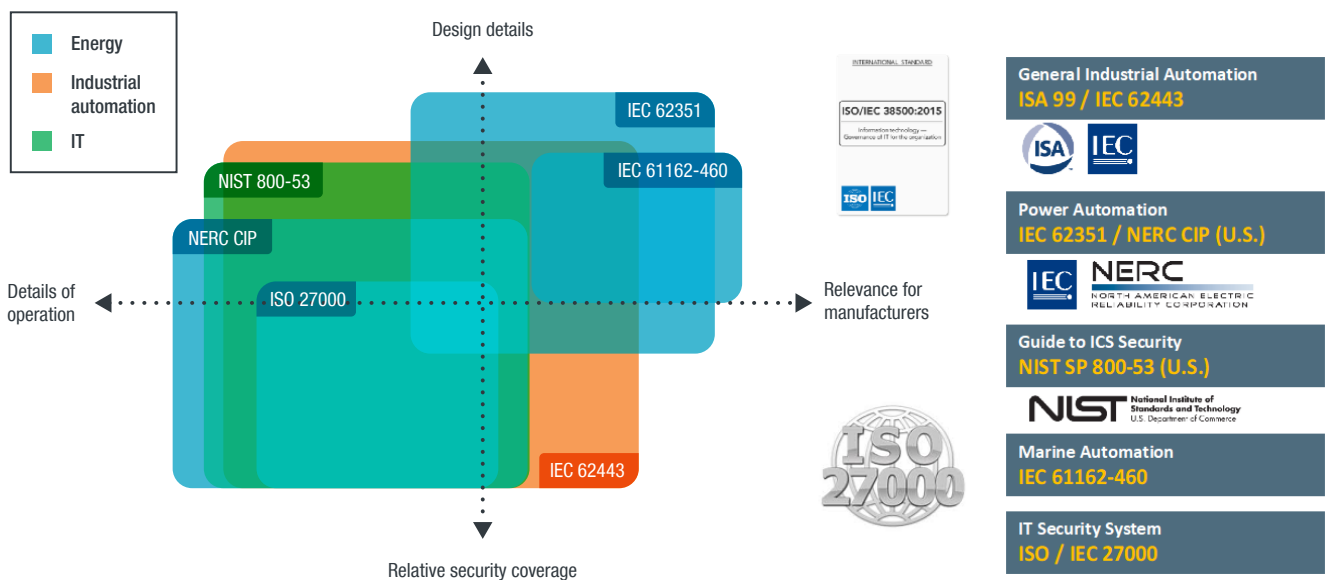 Energy
Industrial
automation
IT
Design details
IEC 62351
IEC 61162-460
NIST 800-53
NERC CIP
ISO 27000
IEC 62443
Details of
operation
Relevance for
manufacturers
Relative security coverage
INTERNATIONAL STANDARD
ISO/IEC 38500:2015
Information technology —
Governance of IT for the organization
ISO IEC
ISO
27000
General Industrial Automation
ISA 99 / IEC 62443
ISA
IEC
Power Automation
IEC 62351 / NERC CIP (U.S.)
IEC
NERC
NORTH AMERICAN ELECTRIC
RELIABILITY CORPORATION
Guide to ICS Security
NIST SP 800-53 (U.S.)
NIST
National Institute of
Standards and Technology
U.S. Department of Commerce
Marine Automation
IEC 61162-460
IT Security System
ISO / IEC 27000